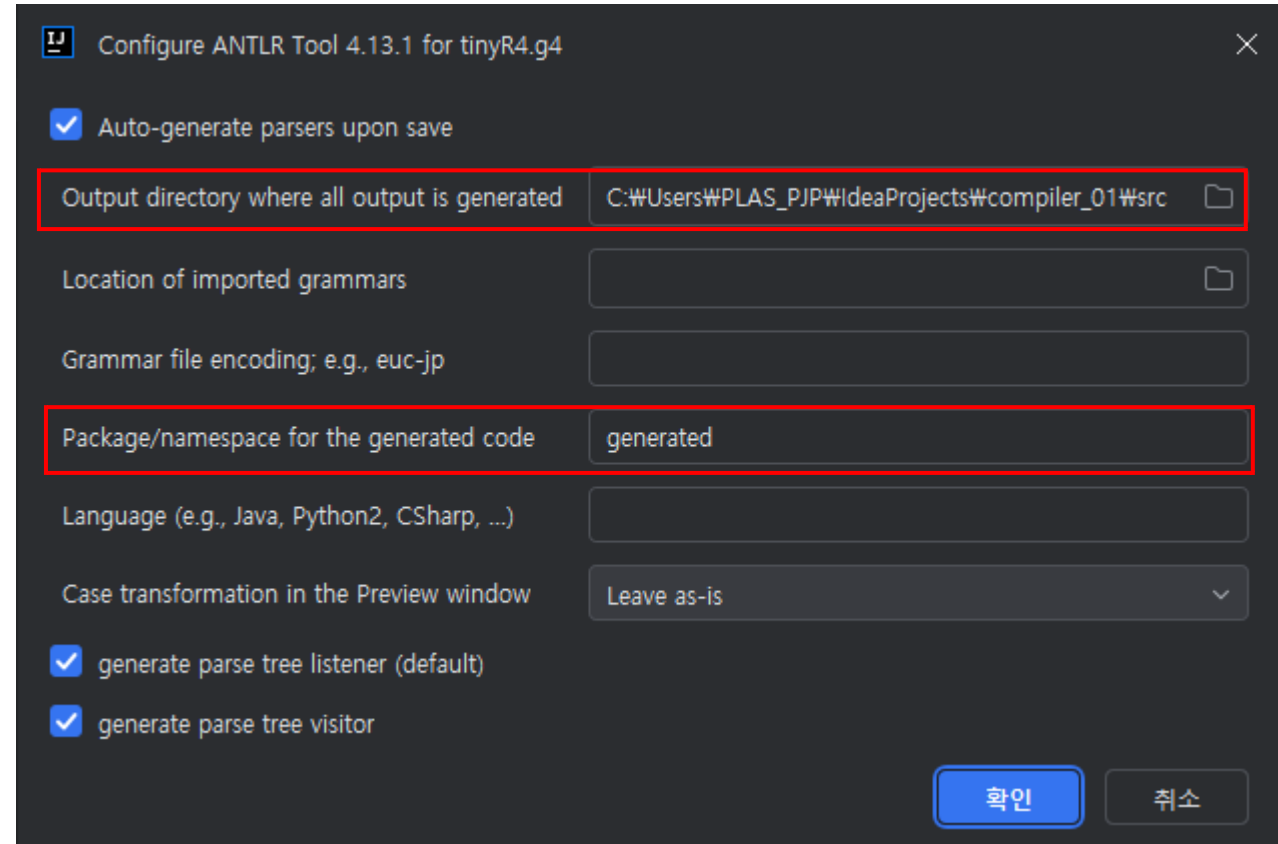 IJ
Configure ANTLR Tool 4.13.1 for tinyR4.g4
Auto-generate parsers upon save
Output directory where all output is generated C:₩Users₩PLAS_PJP₩IdeaProjects₩compiler_01₩src
Location of imported grammars
Grammar file encoding; e.g., euc-jp
Package/namespace for the generated code generated
Language (e.g., Java, Python2, CSharp, ...)
Case transformation in the Preview window Leave as-is
generate parse tree listener (default)
generate parse tree visitor
확인 취소